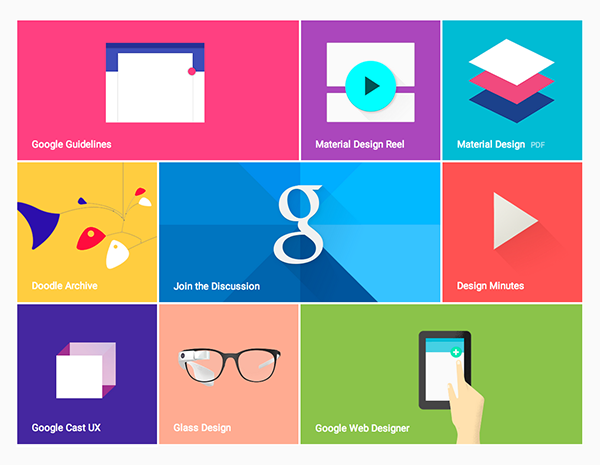 Google Guidelines
Material Design Reel
Material Design PDF
Doodle Archive
g
Join the Discussion
Design Minutes
Google Cast UX
Glass Design
Google Web Designer